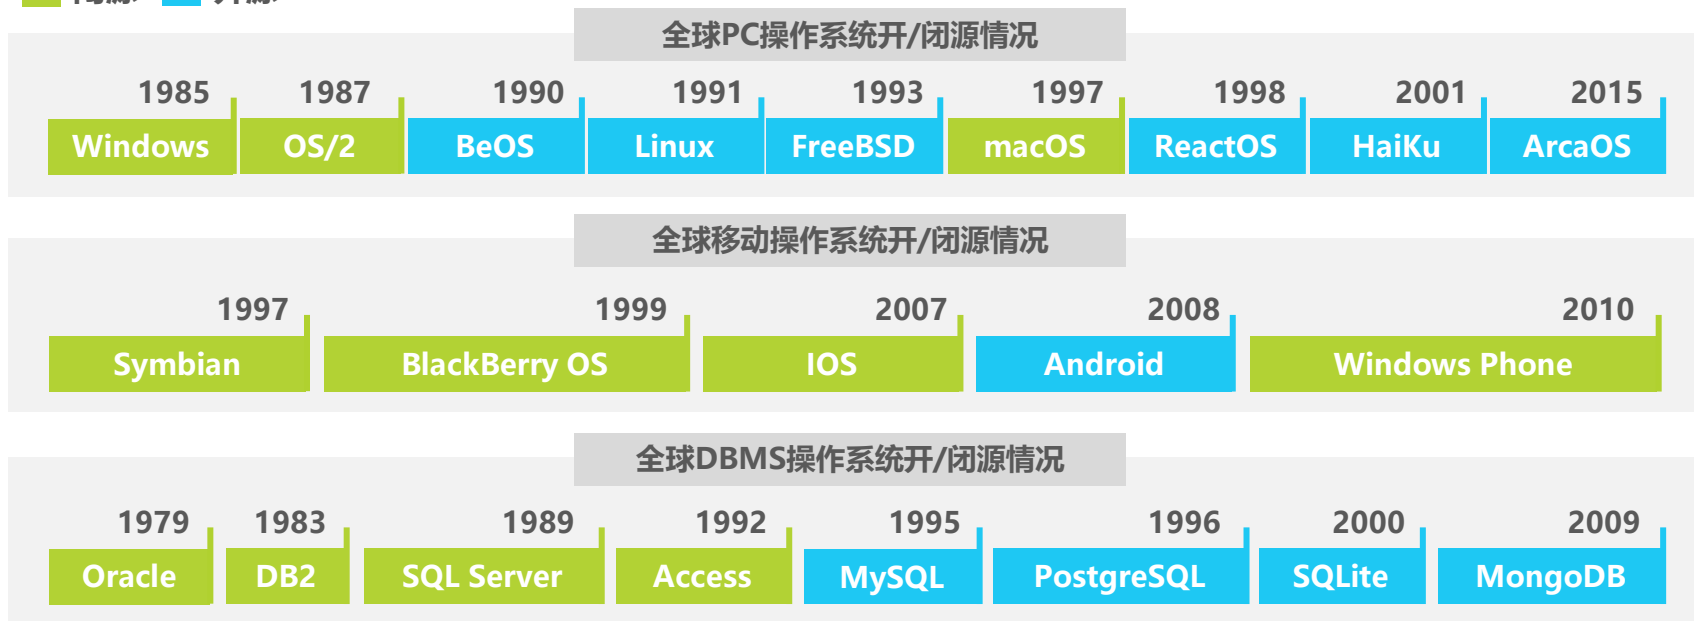 全球PC操作系统开/闭源情况
1985 1987 1990 1991 1993 1997 1998 2001 2015
Windows OS/2 BeOS Linux FreeBSD macOS ReactOS HaiKu ArcaOS
全球移动操作系统开/闭源情况
1997 1999 2007 2008 2010
Symbian BlackBerry OS IOS Android Windows Phone
全球DBMS操作系统开/闭源情况
1979 1983 1989 1992 1995 1996 2000 2009
Oracle DB2 SQL Server Access MySQL PostgreSQL SQLite MongoDB